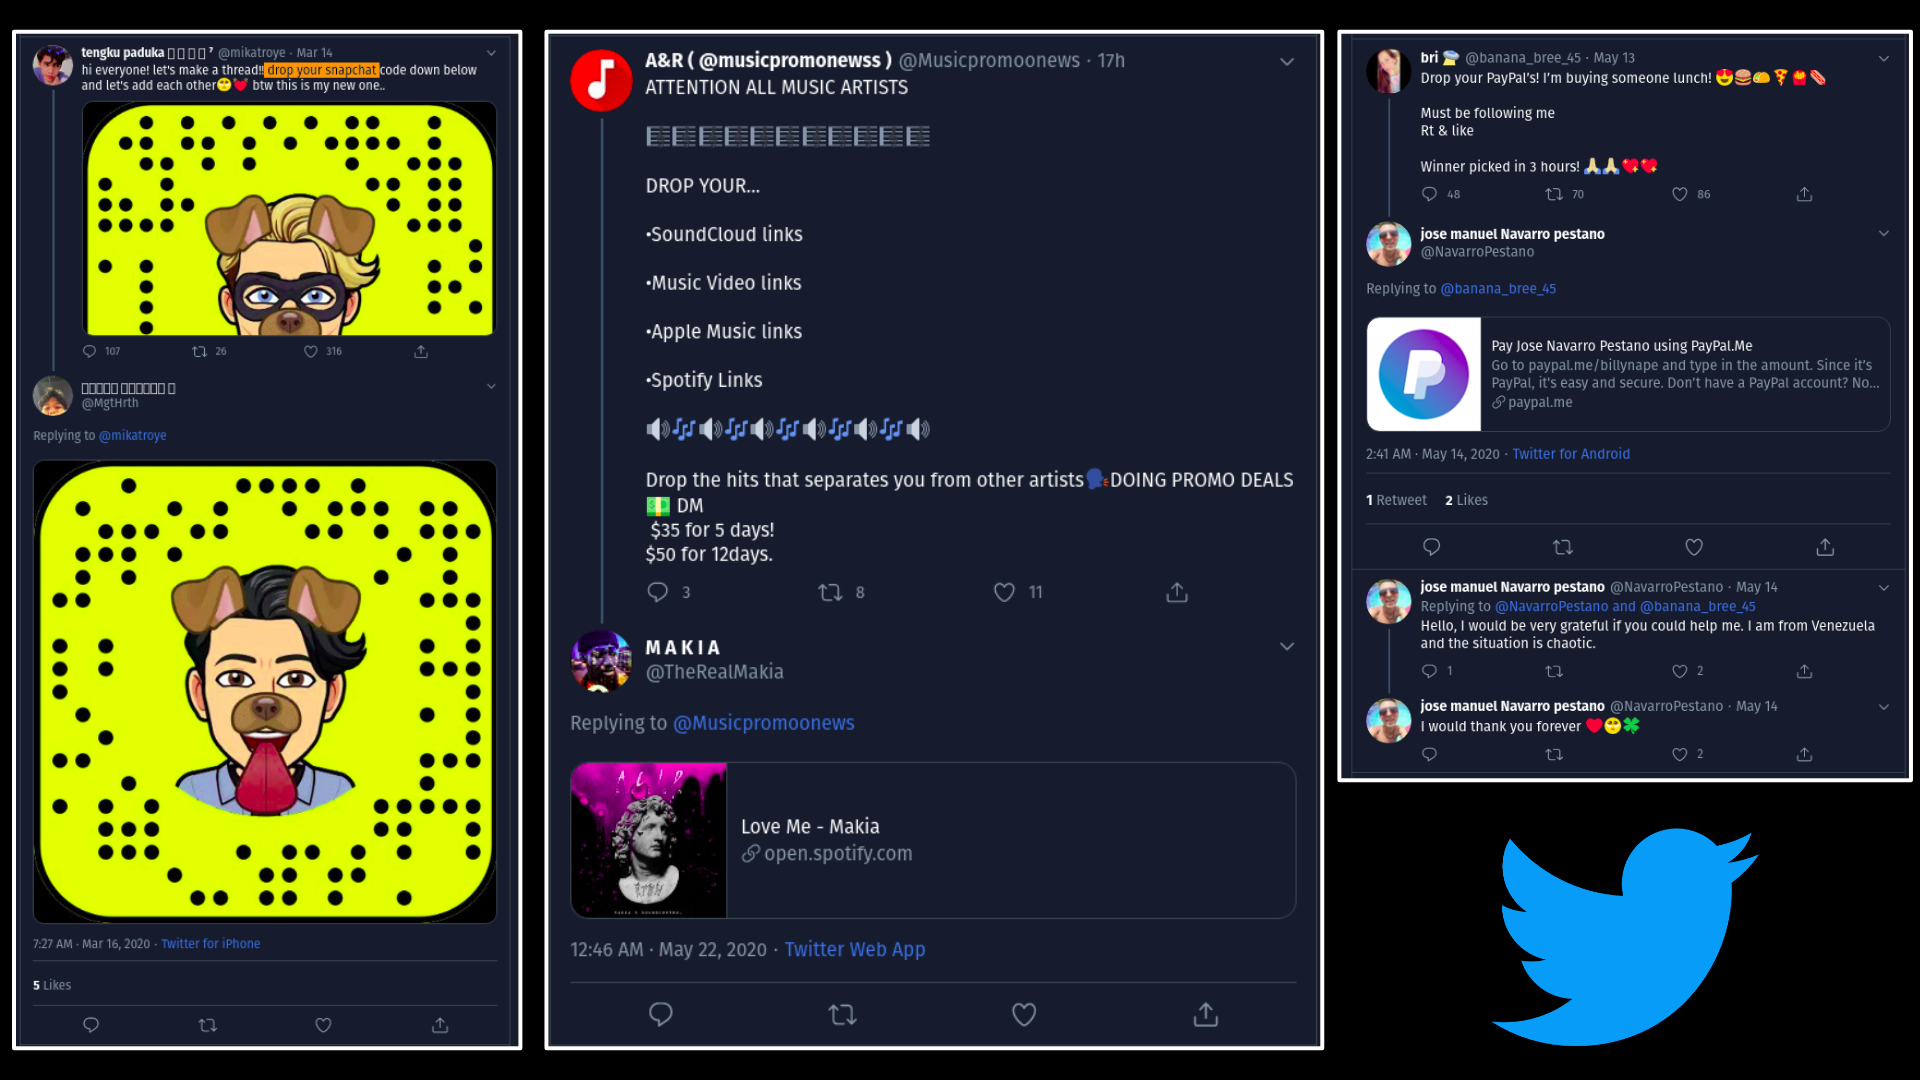 tengku paduka ⁷ @mikatroye · Mar 14
hi everyone! let's make a thread!! drop your snapchat code down below
and let's add each other🥺💓 btw this is my new one..
107 26 316
@MgtHrth
Replying to @mikatroye
7:27 AM · Mar 16, 2020 · Twitter for iPhone
5 Likes
A&R ( @musicpromonewss ) @Musicpromoonews · 17h
ATTENTION ALL MUSIC ARTISTS
🎼🎼🎼🎼🎼🎼🎼🎼🎼🎼🎼
DROP YOUR...
•SoundCloud links
•Music Video links
•Apple Music links
•Spotify Links
🔊🎶🔊🎶🔊🎶🔊🎶🔊🎶🔊
Drop the hits that separates you from other artists🗣DOING PROMO DEALS
💵 DM
$35 for 5 days!
$50 for 12days.
3 8 11
M A K I A
@TheRealMakia
Replying to @Musicpromoonews
A C I D
Love Me - Makia
open.spotify.com
12:46 AM · May 22, 2020 · Twitter Web App
bri @banana_bree_45 · May 13
Drop your PayPal's! I'm buying someone lunch! 😍🍔🌮🍕🍟🌭
Must be following me
Rt & like
Winner picked in 3 hours! 🙏🏼🙏🏼💖💖
48 70 86
jose manuel Navarro pestano
@NavarroPestano
Replying to @banana_bree_45
Pay Jose Navarro Pestano using PayPal.Me
Go to paypal.me/billynape and type in the amount. Since it's
PayPal, it's easy and secure. Don't have a PayPal account? No...
paypal.me
2:41 AM · May 14, 2020 · Twitter for Android
1 Retweet 2 Likes
jose manuel Navarro pestano @NavarroPestano · May 14
Replying to @NavarroPestano and @banana_bree_45
Hello, I would be very grateful if you could help me. I am from Venezuela
and the situation is chaotic.
1 2
jose manuel Navarro pestano @NavarroPestano · May 14
I would thank you forever ❤️🥺🍀
2